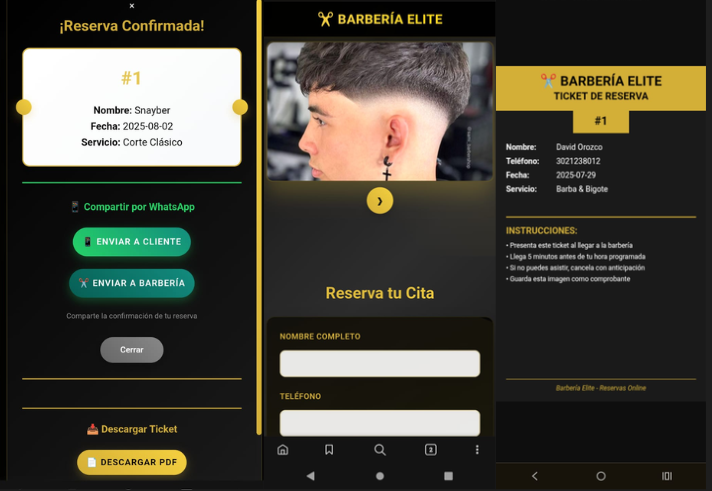 ×
¡Reserva Confirmada!
#1
Nombre: Snayber
Fecha: 2025-08-02
Servicio: Corte Clásico
Compartir por WhatsApp
ENVIAR A CLIENTE
ENVIAR A BARBERÍA
Comparte la confirmación de tu reserva
Cerrar
Descargar Ticket
DESCARGAR PDF
BARBERÍA ELITE
Reserva tu Cita
NOMBRE COMPLETO
TELÉFONO
2
BARBERÍA ELITE
TICKET DE RESERVA
#1
Nombre: David Orozco
Teléfono: 3021238012
Fecha: 2025-07-29
Servicio: Barba & Bigote
INSTRUCCIONES:
• Presenta este ticket al llegar a la barbería
• Llega 5 minutos antes de tu hora programada
• Si no puedes asistir, cancela con anticipación
• Guarda esta imagen como comprobante
Barbería Elite - Reservas Online